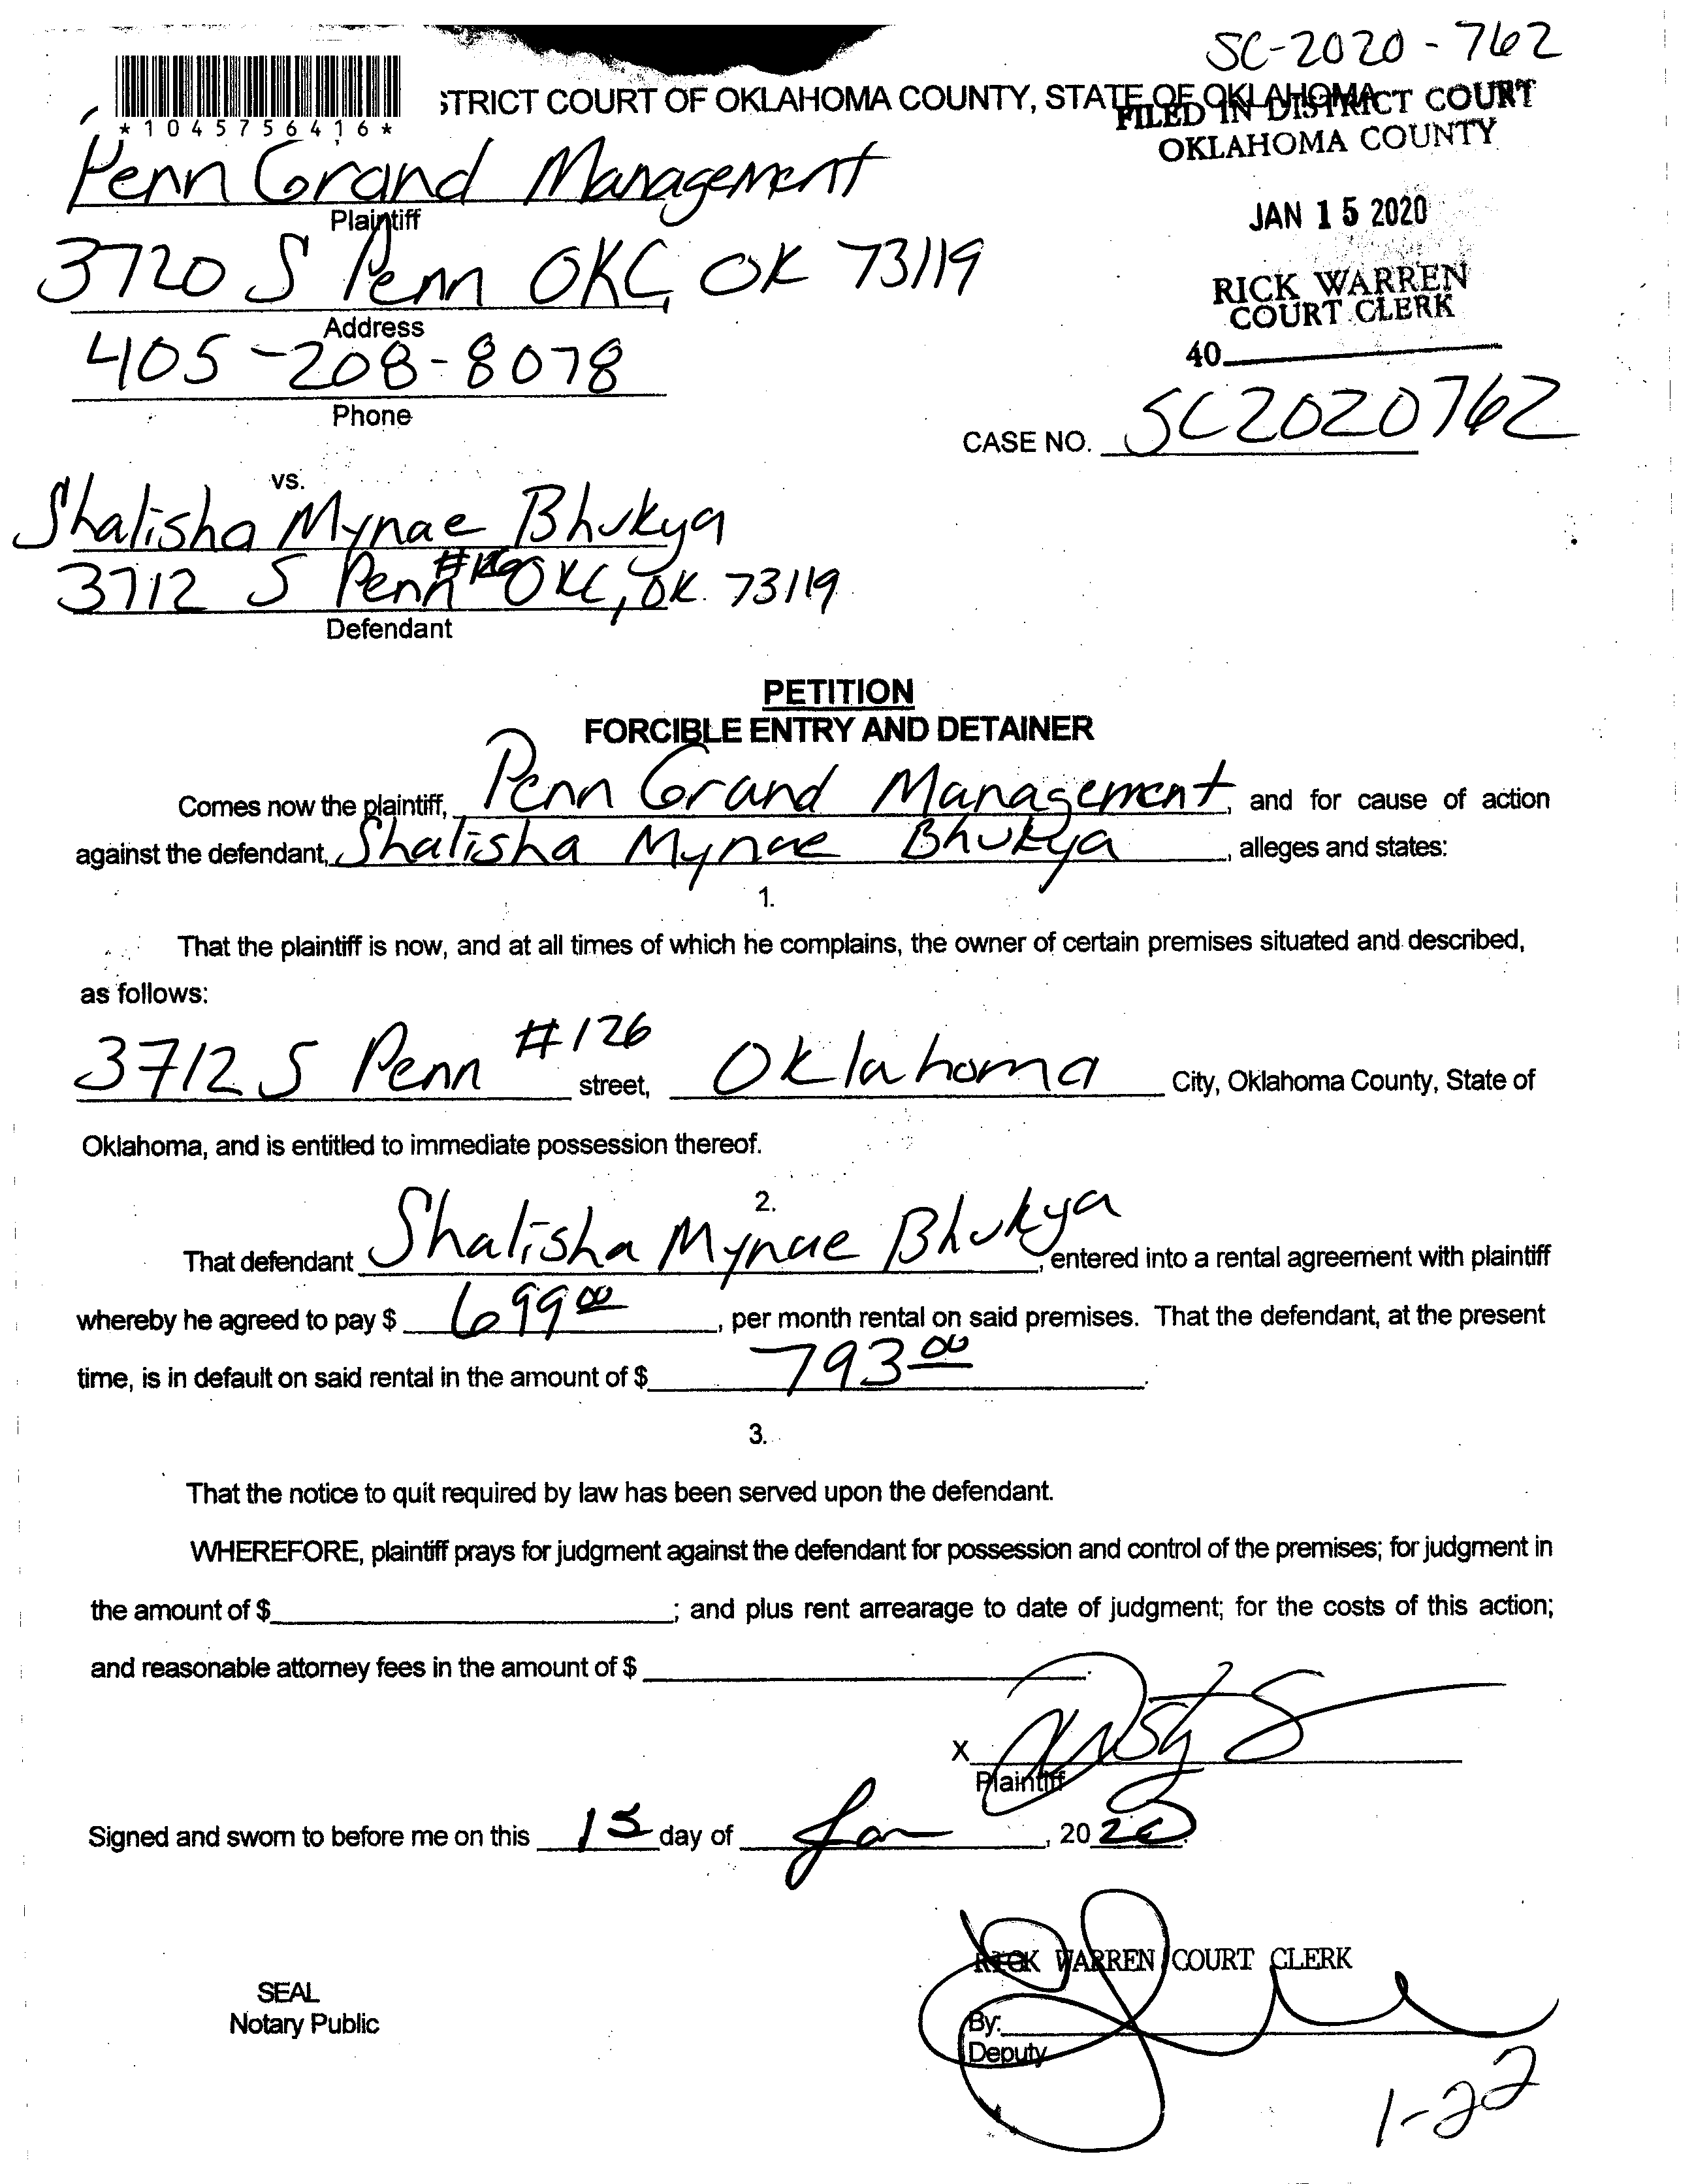 SC-2020-762
*1045756416*
STRICT COURT OF OKLAHOMA COUNTY, STATE OF OKLAHOMA
FILED IN DISTRICT COURT
OKLAHOMA COUNTY
JAN 15 2020
RICK WARREN
COURT CLERK
40
Penn Grand Management
Plaintiff
3720 S Penn OKC, OK 73119
Address
405-208-8078
Phone
CASE NO. SC2020762
vs.
Shalisha Mynae Bhukya
3712 S Penn #126 OKC, OK. 73119
Defendant
PETITION
FORCIBLE ENTRY AND DETAINER
Comes now the plaintiff, Penn Grand Management, and for cause of action
against the defendant, Shalisha Mynae Bhukya, alleges and states:
1.
That the plaintiff is now, and at all times of which he complains, the owner of certain premises situated and described,
as follows:
3712 S Penn #126 street, Oklahoma City, Oklahoma County, State of
Oklahoma, and is entitled to immediate possession thereof.
2.
That defendant Shalisha Mynae Bhukya, entered into a rental agreement with plaintiff
whereby he agreed to pay $ 699.00, per month rental on said premises. That the defendant, at the present
time, is in default on said rental in the amount of $ 793.00.
3.
That the notice to quit required by law has been served upon the defendant.
WHEREFORE, plaintiff prays for judgment against the defendant for possession and control of the premises; for judgment in
the amount of $ ; and plus rent arrearage to date of judgment; for the costs of this action;
and reasonable attorney fees in the amount of $ .
X
Plaintiff
Signed and sworn to before me on this 15 day of Jan, 2020.
RICK WARREN COURT CLERK
SEAL
Notary Public
By:
Deputy
1-22